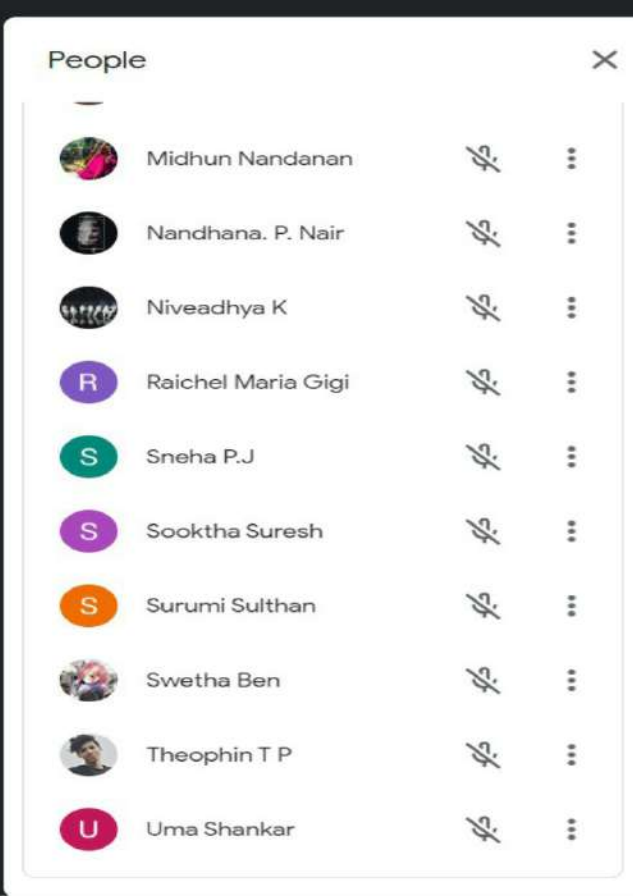 People
Midhun Nandanan
Nandhana. P. Nair
Niveadhya K
R Raichel Maria Gigi
S Sneha P.J
S Sooktha Suresh
S Surumi Sulthan
Swetha Ben
Theophin T P
U Uma Shankar